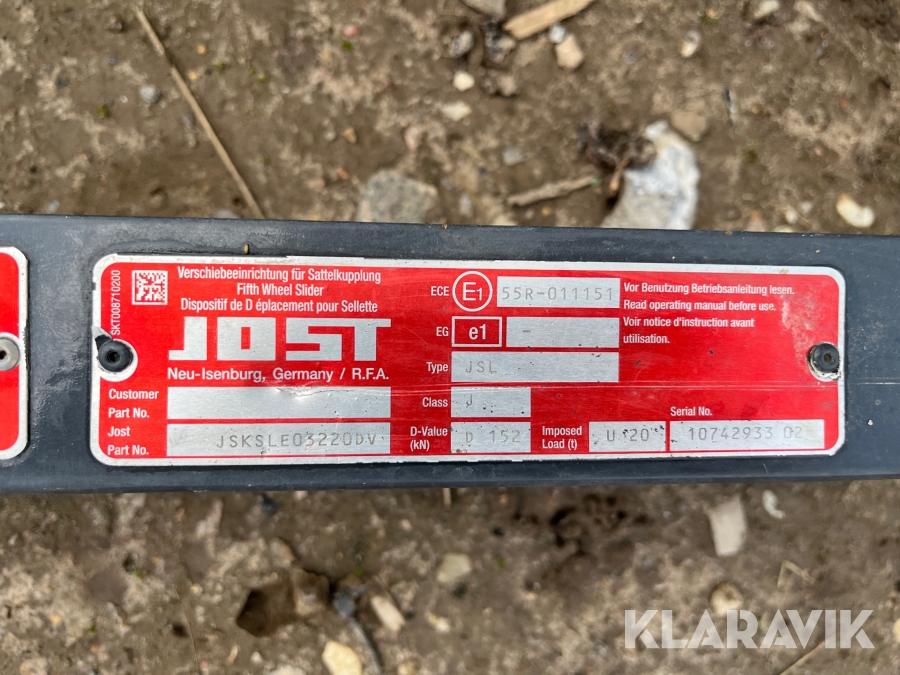 SKT008710200
Verschiebeeinrichtung für Sattelkupplung
Fifth Wheel Slider
Dispositif de D éplacement pour Sellette
JOST
Neu-Isenburg, Germany / R.F.A.
Customer
Part No.
Jost
Part No.
JSKSLE03220DV
ECE E1 55R-011151
EG e1 -
Type JSL
Class J
D-Value
(kN)
D 152
Imposed
Load (t)
U 20
Vor Benutzung Betriebsanleitung lesen.
Read operating manual before use.
Voir notice d'instruction avant
utilisation.
Serial No.
10742933 02
KLARAVIK